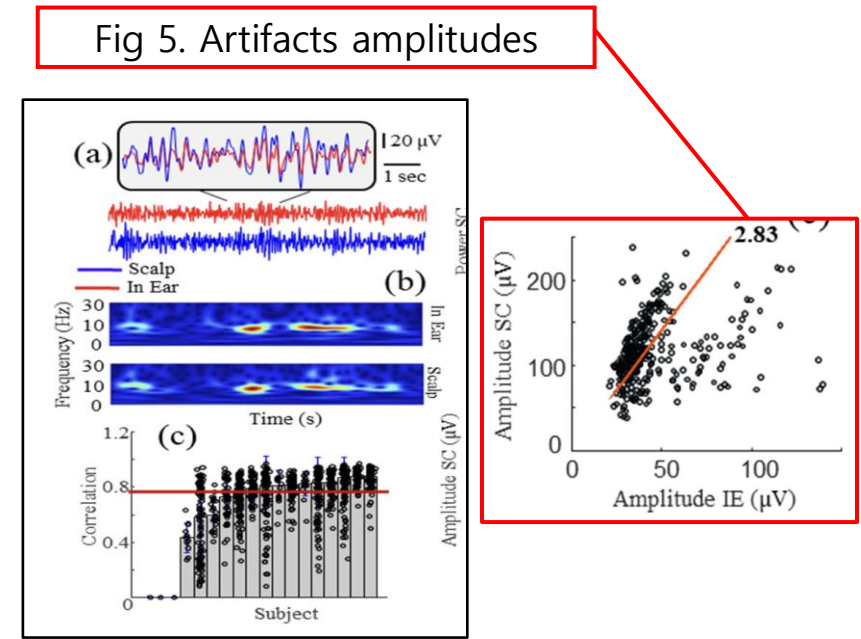 Fig 5. Artifacts amplitudes
(a)
20 μV
1 sec
Power SC
Scalp
In Ear
(b)
30
10
0
Frequency (Hz)
In Ear
30
10
0
Scalp
Time (s)
(c)
1.2
0.8
0.4
0
Correlation
Subject
Amplitude SC (μV)
2.83
200
100
0
Amplitude SC (μV)
0
50
100
Amplitude IE (μV)